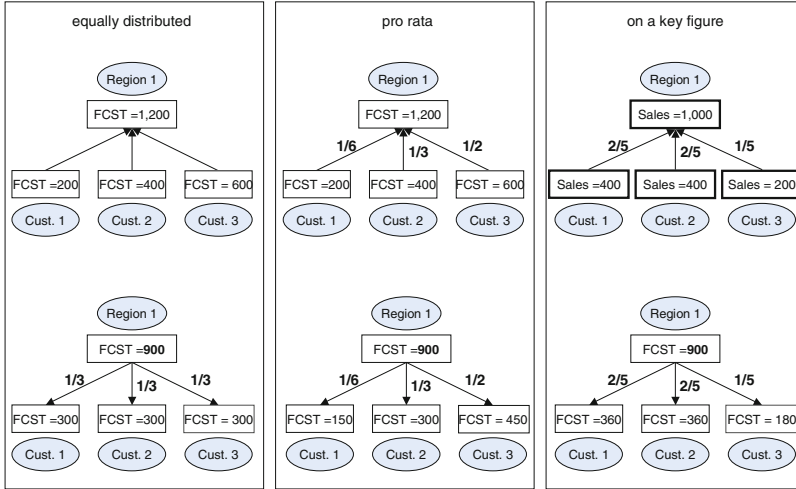 equally distributed
Region 1
FCST =1,200
FCST =200 FCST =400 FCST = 600
Cust. 1 Cust. 2 Cust. 3
Region 1
FCST =900
1/3 1/3 1/3
FCST =300 FCST =300 FCST = 300
Cust. 1 Cust. 2 Cust. 3
pro rata
Region 1
FCST =1,200
1/6 1/3 1/2
FCST =200 FCST =400 FCST = 600
Cust. 1 Cust. 2 Cust. 3
Region 1
FCST =900
1/6 1/3 1/2
FCST =150 FCST =300 FCST = 450
Cust. 1 Cust. 2 Cust. 3
on a key figure
Region 1
Sales =1,000
2/5 2/5 1/5
Sales =400 Sales =400 Sales = 200
Cust. 1 Cust. 2 Cust. 3
Region 1
FCST =900
2/5 2/5 1/5
FCST =360 FCST =360 FCST = 180
Cust. 1 Cust. 2 Cust. 3